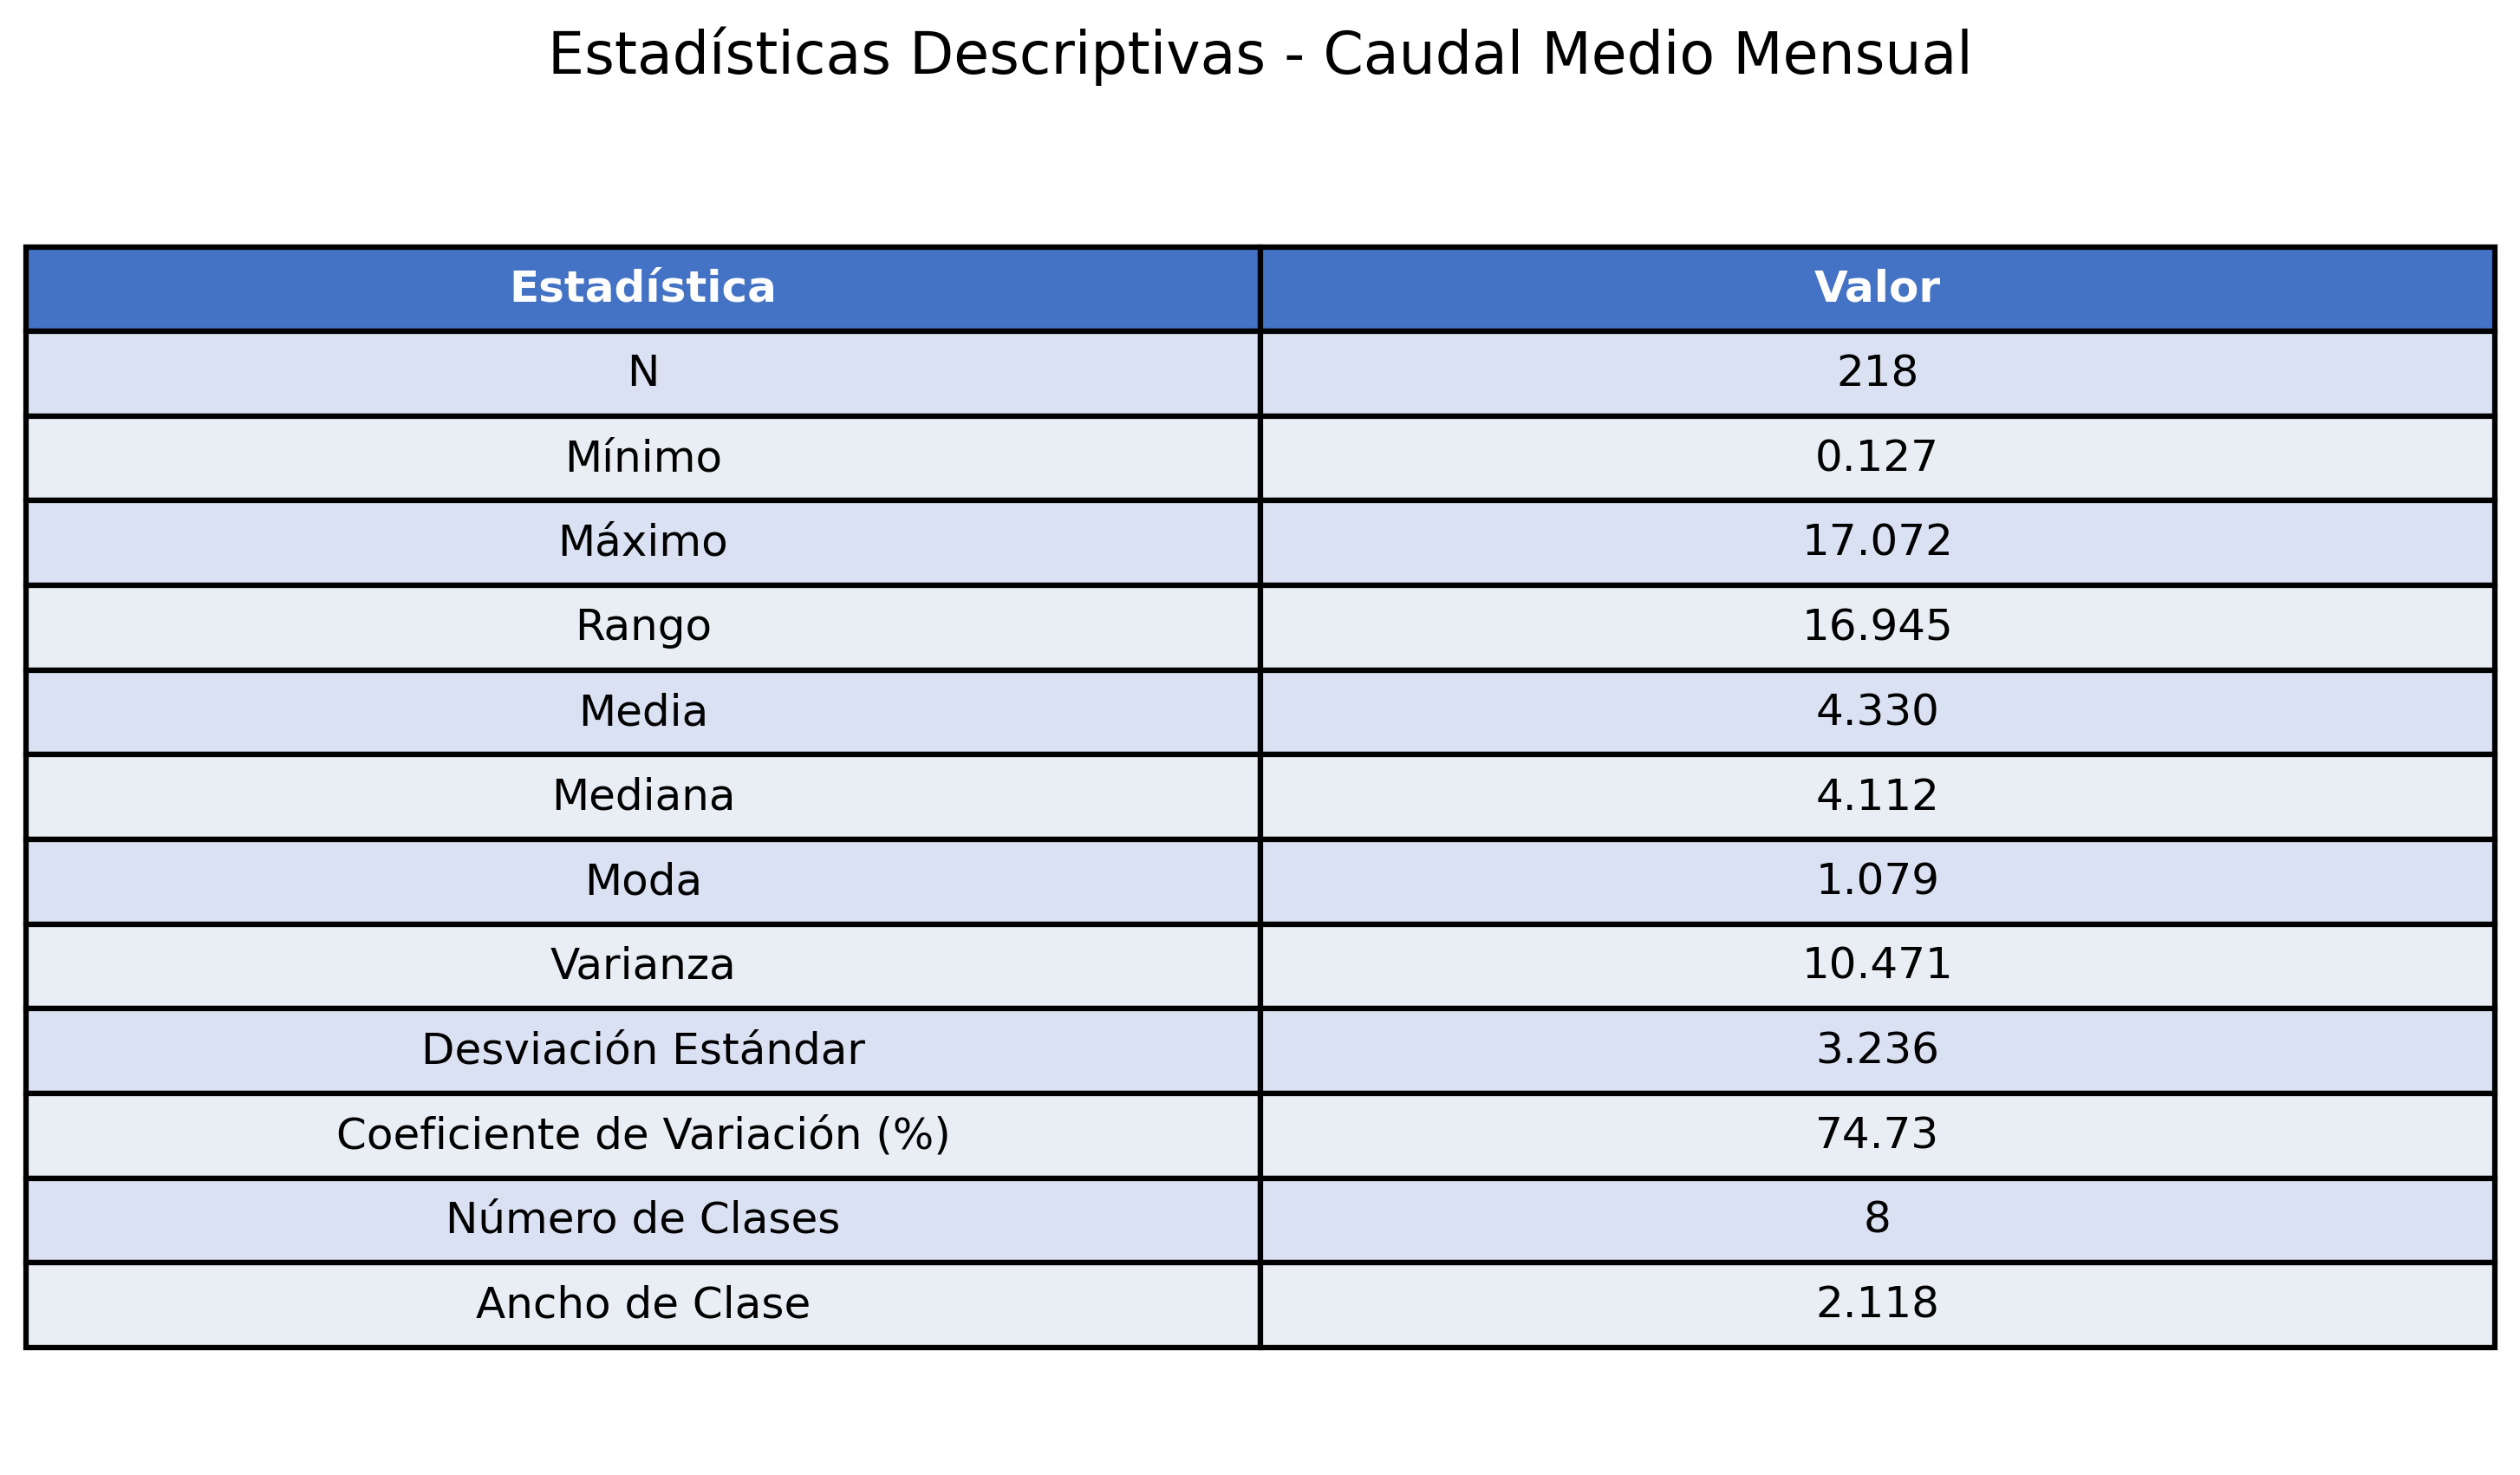 Estadísticas Descriptivas - Caudal Medio Mensual
Estadística Valor
N 218
Mínimo 0.127
Máximo 17.072
Rango 16.945
Media 4.330
Mediana 4.112
Moda 1.079
Varianza 10.471
Desviación Estándar 3.236
Coeficiente de Variación (%) 74.73
Número de Clases 8
Ancho de Clase 2.118